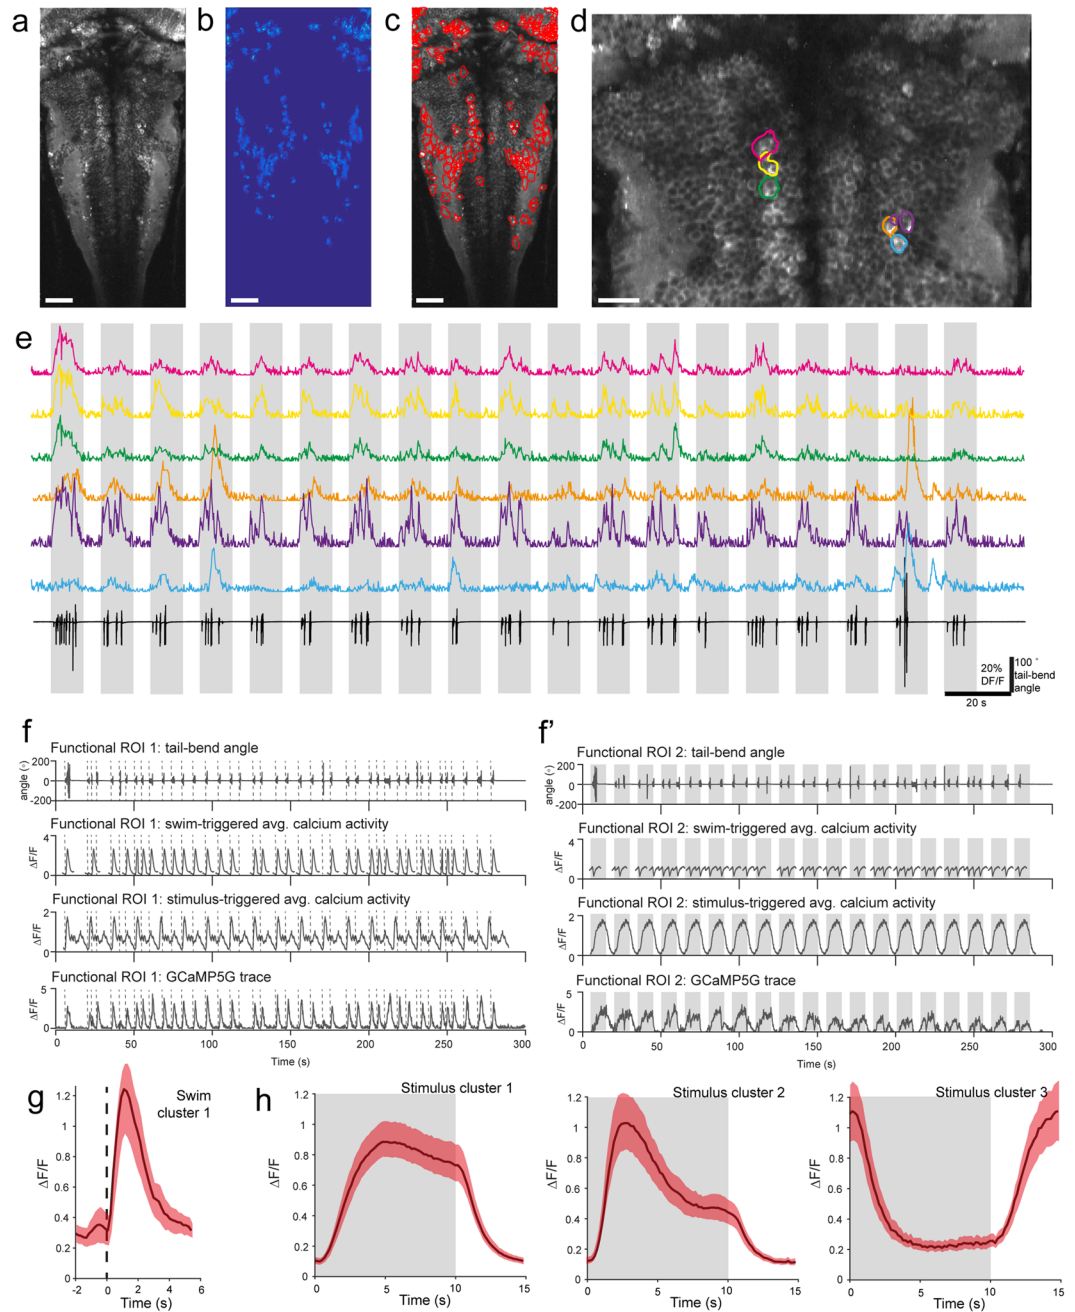 a
b
c
d
e
20%
DF/F
100 °
tail-bend
angle
20 s
f
Functional ROI 1: tail-bend angle
angle (◦)
200
0
-200
Functional ROI 1: swim-triggered avg. calcium activity
ΔF/F
4
0
Functional ROI 1: stimulus-triggered avg. calcium activity
ΔF/F
2
1
0
Functional ROI 1: GCaMP5G trace
ΔF/F
5
0
0 50 100 150 200 250 300
Time (s)
f'
Functional ROI 2: tail-bend angle
angle (◦)
200
0
-200
Functional ROI 2: swim-triggered avg. calcium activity
ΔF/F
4
0
Functional ROI 2: stimulus-triggered avg. calcium activity
ΔF/F
2
1
0
Functional ROI 2: GCaMP5G trace
ΔF/F
5
0
0 50 100 150 200 250 300
Time (s)
g
Swim
cluster 1
ΔF/F
1.2
1
0.8
0.6
0.4
0.2
0
-2 0 2 4 6
Time (s)
h
Stimulus cluster 1
ΔF/F
1.2
1
0.8
0.6
0.4
0.2
0
0 5 10 15
Time (s)
Stimulus cluster 2
ΔF/F
1.2
1
0.8
0.6
0.4
0.2
0
0 5 10 15
Time (s)
Stimulus cluster 3
ΔF/F
1.2
1
0.8
0.6
0.4
0.2
0
0 5 10 15
Time (s)